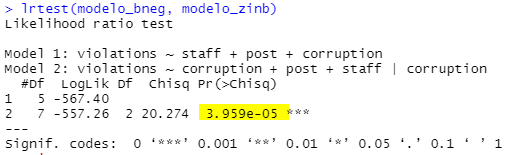 > lrtest(modelo_bneg, modelo_zinb)
Likelihood ratio test
Model 1: violations ~ staff + post + corruption
Model 2: violations ~ corruption + post + staff | corruption
#Df LogLik Df Chisq Pr(>Chisq)
1 5 -567.40
2 7 -557.26 2 20.274 3.959e-05 ***
---
signif. codes: 0 ‘***’ 0.001 ‘**’ 0.01 ‘*’ 0.05 ‘.’ 0.1 ‘ ’ 1